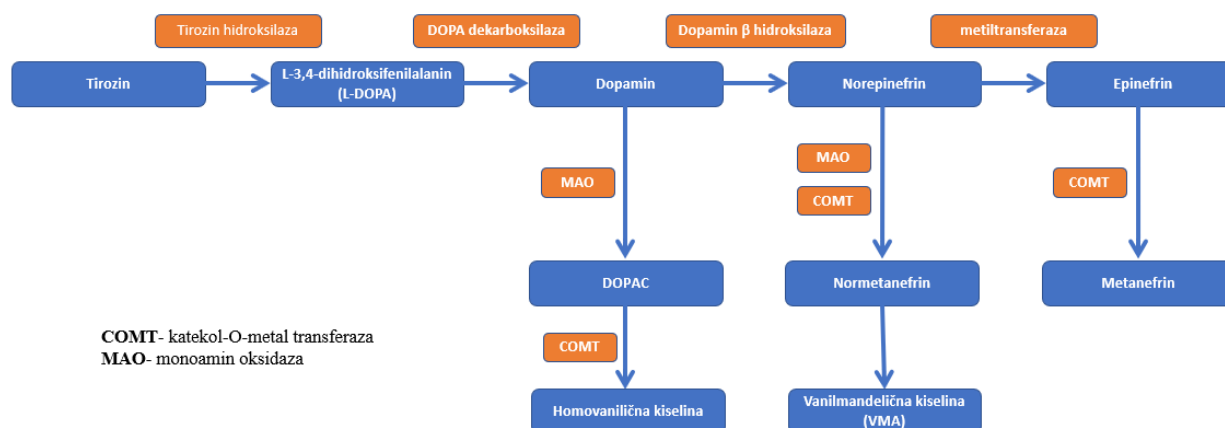 Tirozin hidroksilaza
DOPA dekarboksilaza
Dopamin β hidroksilaza
metiltransferaza
Tirozin
L-3,4-dihidroksifenilalanin
(L-DOPA)
Dopamin
Norepinefrin
Epinefrin
MAO
MAO
COMT
COMT
DOPAC
Normetanefrin
Metanefrin
COMT- katekol-O-metal transferaza
MAO- monoamin oksidaza
COMT
Homovanilična kiselina
Vanilmandelična kiselina
(VMA)